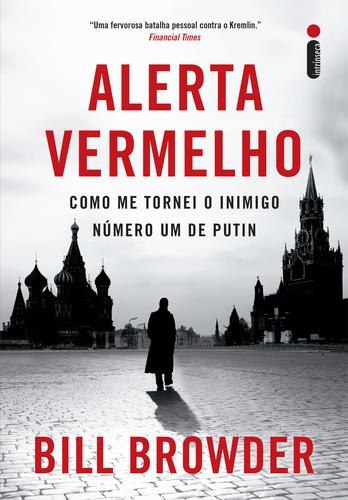 "Uma fervorosa batalha pessoal contra o Kremlin."
Financial Times
intrínseca
ALERTA
VERMELHO
COMO ME TORNEI O INIMIGO
NÚMERO UM DE PUTIN
BILL BROWDER